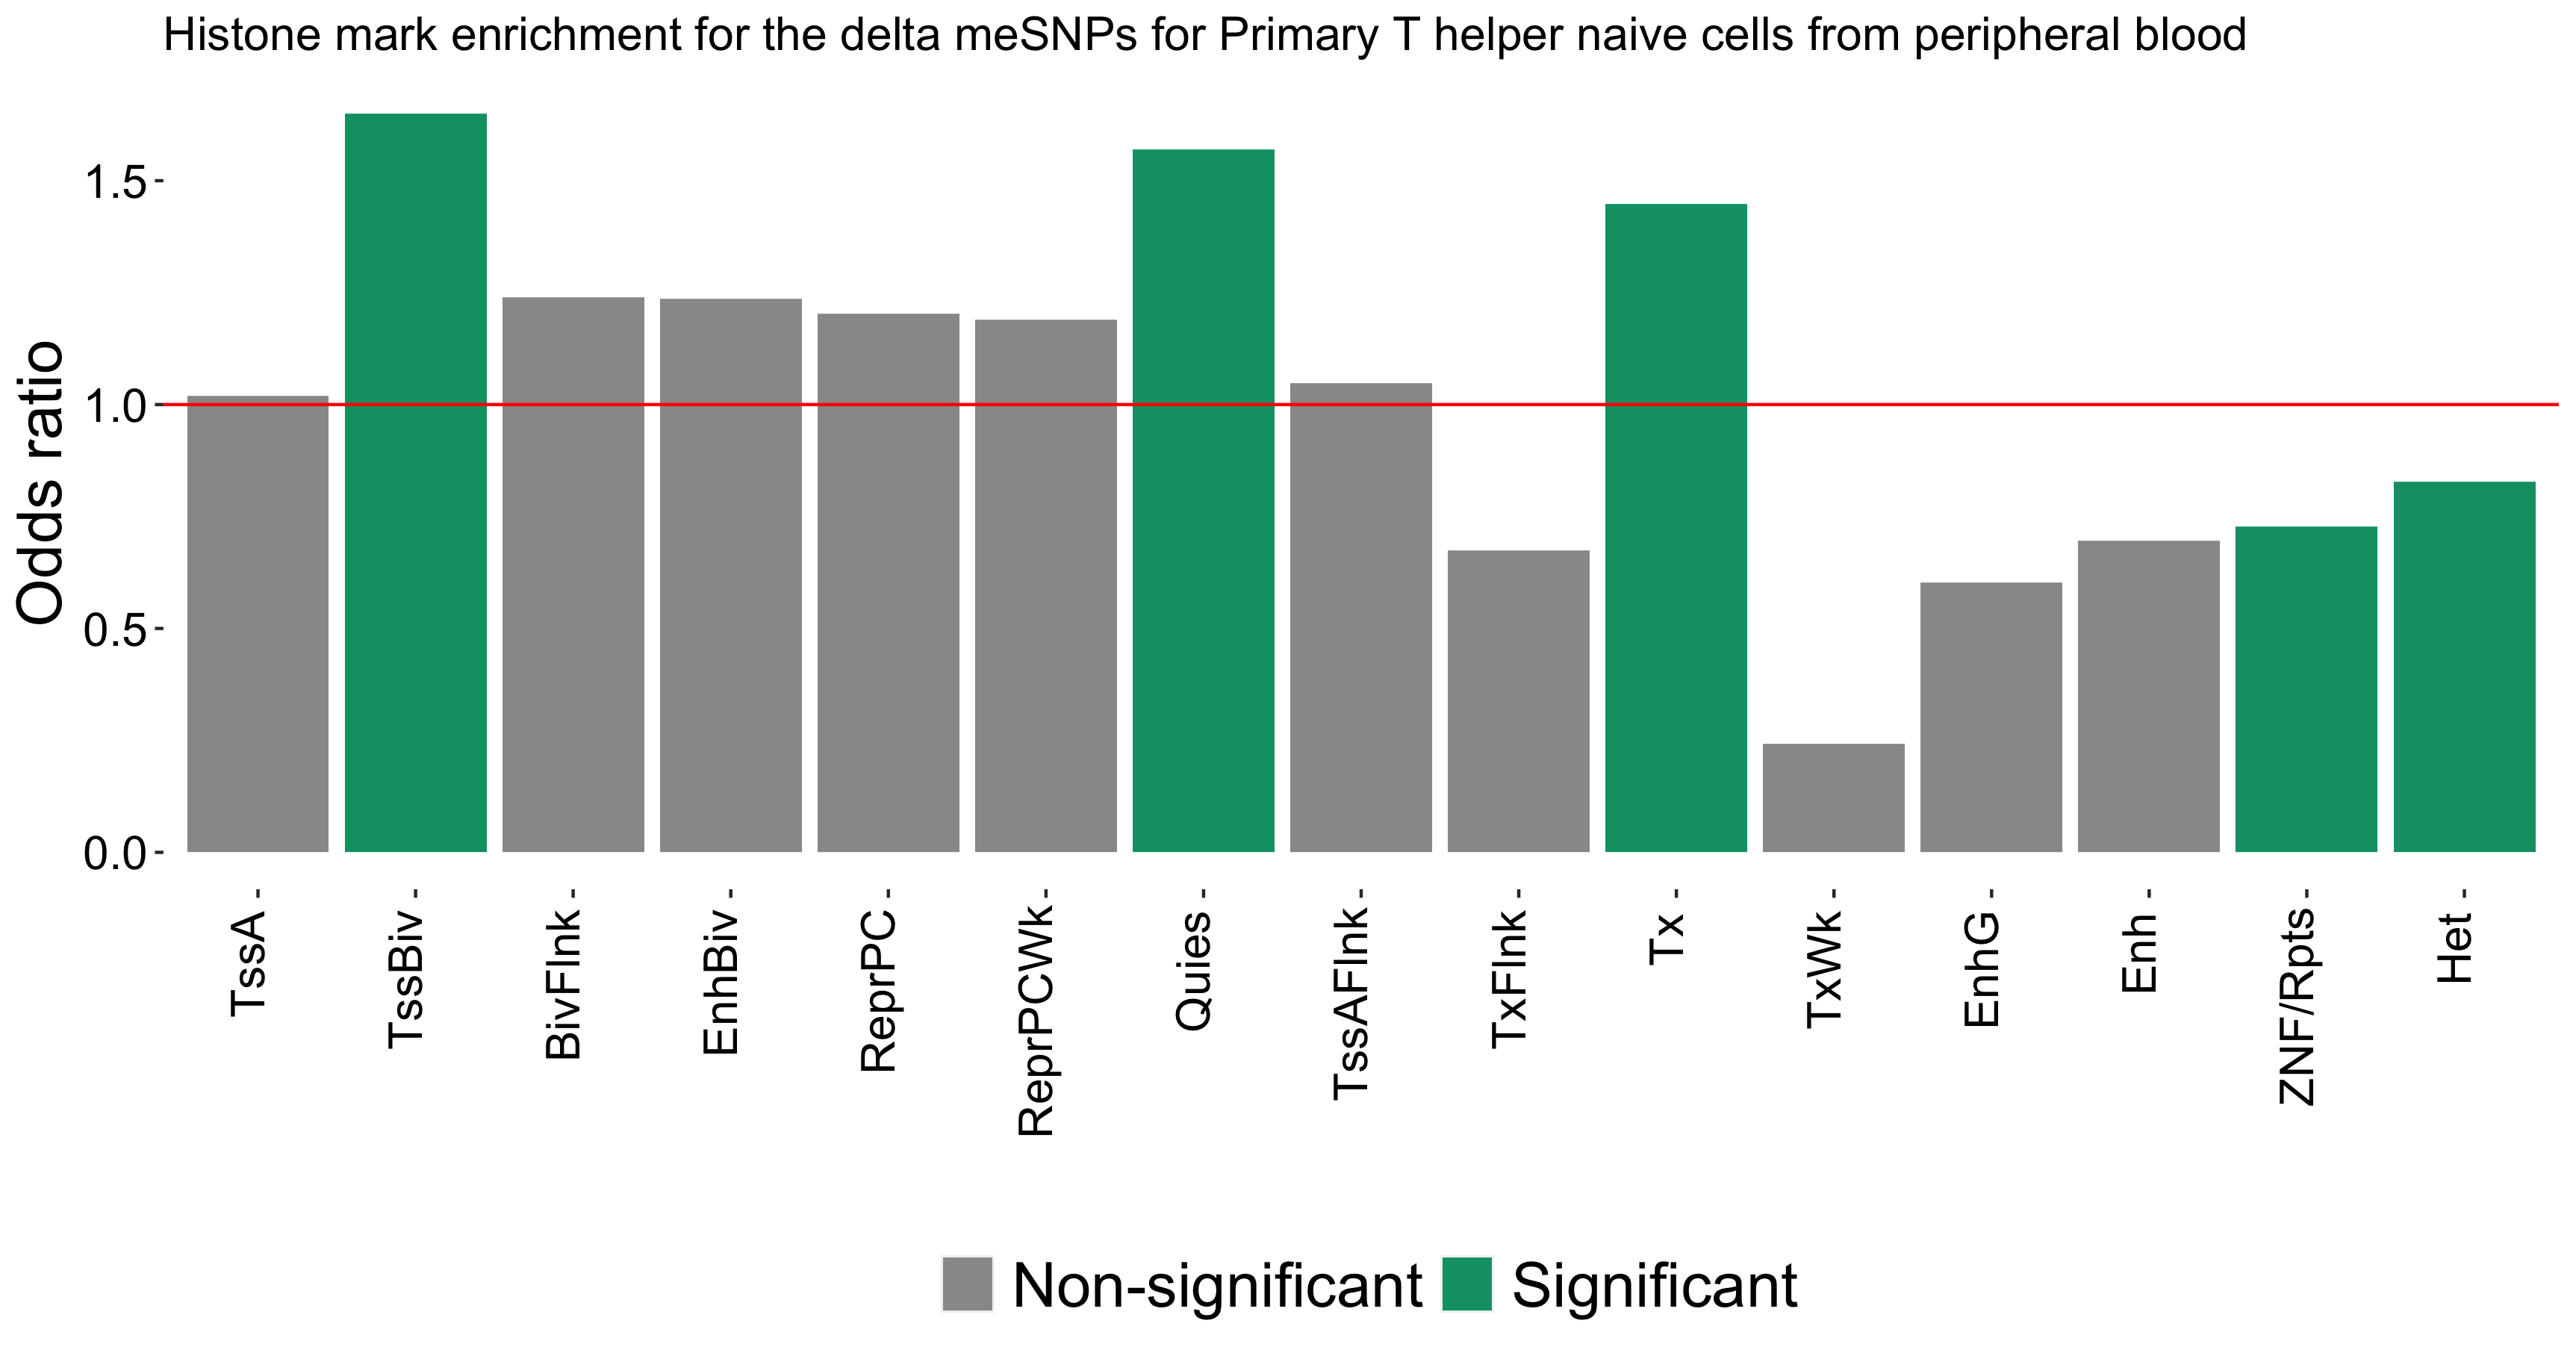 Histone mark enrichment for the delta meSNPs for Primary T helper naive cells from peripheral blood
Odds ratio
1.5
1.0
0.5
0.0
TssA
TssBiv
BivFlnk
EnhBiv
ReprPC
ReprPCWk
Quies
TssAFlnk
TxFlnk
Tx
TxWk
EnhG
Enh
ZNF/Rpts
Het
Non-significant
Significant